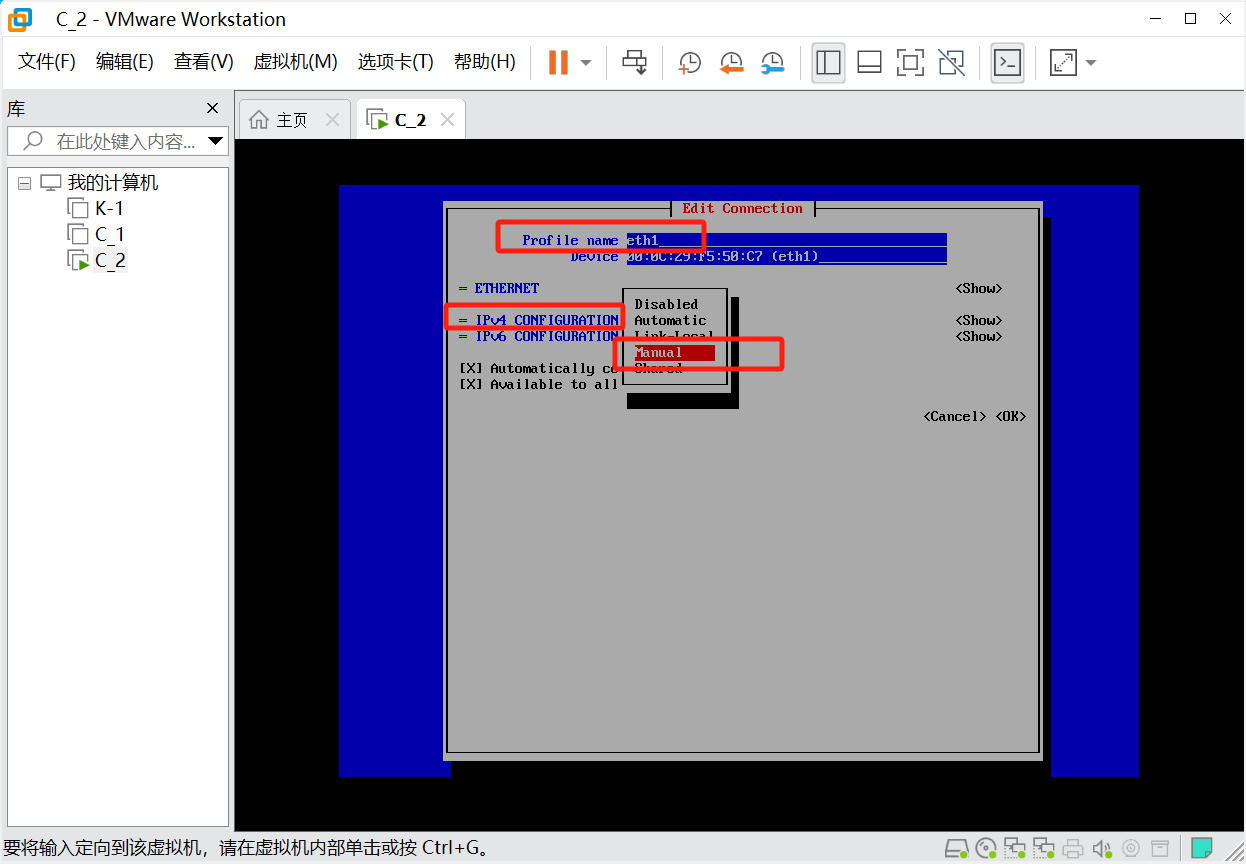 C_2 - VMware Workstation
文件(F) 编辑(E) 查看(V) 虚拟机(M) 选项卡(T) 帮助(H)
库
在此处键入内容...
我的计算机
K-1
C_1
C_2
主页
C_2
Edit Connection
Profile name eth1
Device 00:0C:29:F5:50:C7 (eth1)
= ETHERNET <Show>
= IPv4 CONFIGURATION <Show>
= IPv6 CONFIGURATION <Show>
Disabled
Automatic
Link-Local
Manual
Shared
[X] Automatically co
[X] Available to all
<Cancel> <OK>
要将输入定向到该虚拟机，请在虚拟机内部单击或按 Ctrl+G。